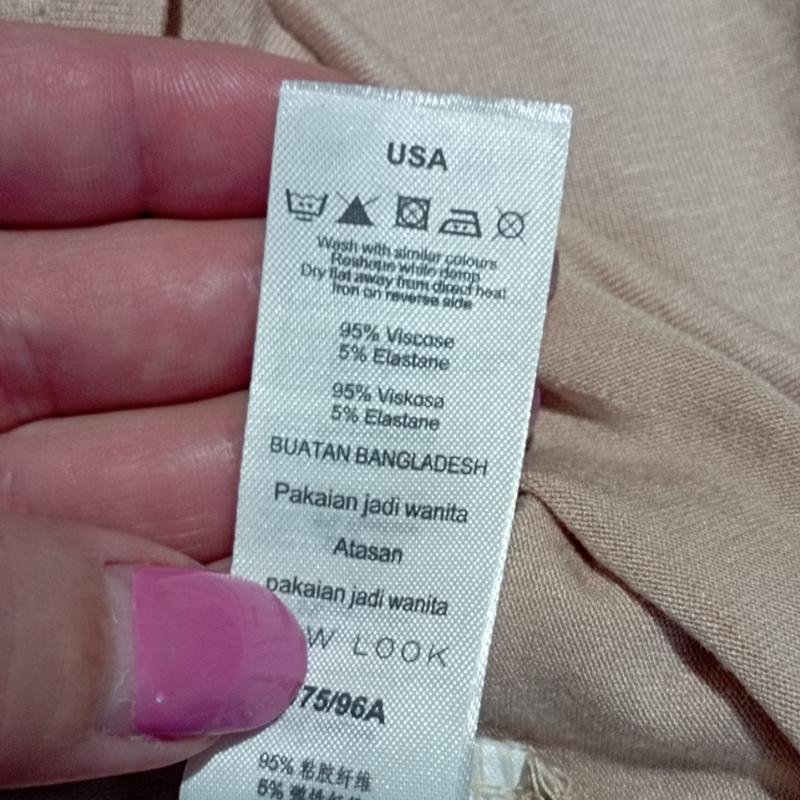 USA
Wash with similar colours
Reshape while damp
Dry flat away from direct heat
Iron on reverse side
95% Viscose
5% Elastane
95% Viskosa
5% Elastane
BUATAN BANGLADESH
Pakaian jadi wanita
Atasan
pakaian jadi wanita
W LOOK
75/96A
95% 粘胶纤维
5%